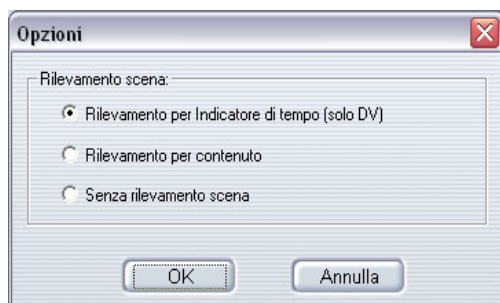 Opzioni
Rilevamento scena:
Rilevamento per Indicatore di tempo (solo DV)
Rilevamento per contenuto
Senza rilevamento scena
OK
Annulla